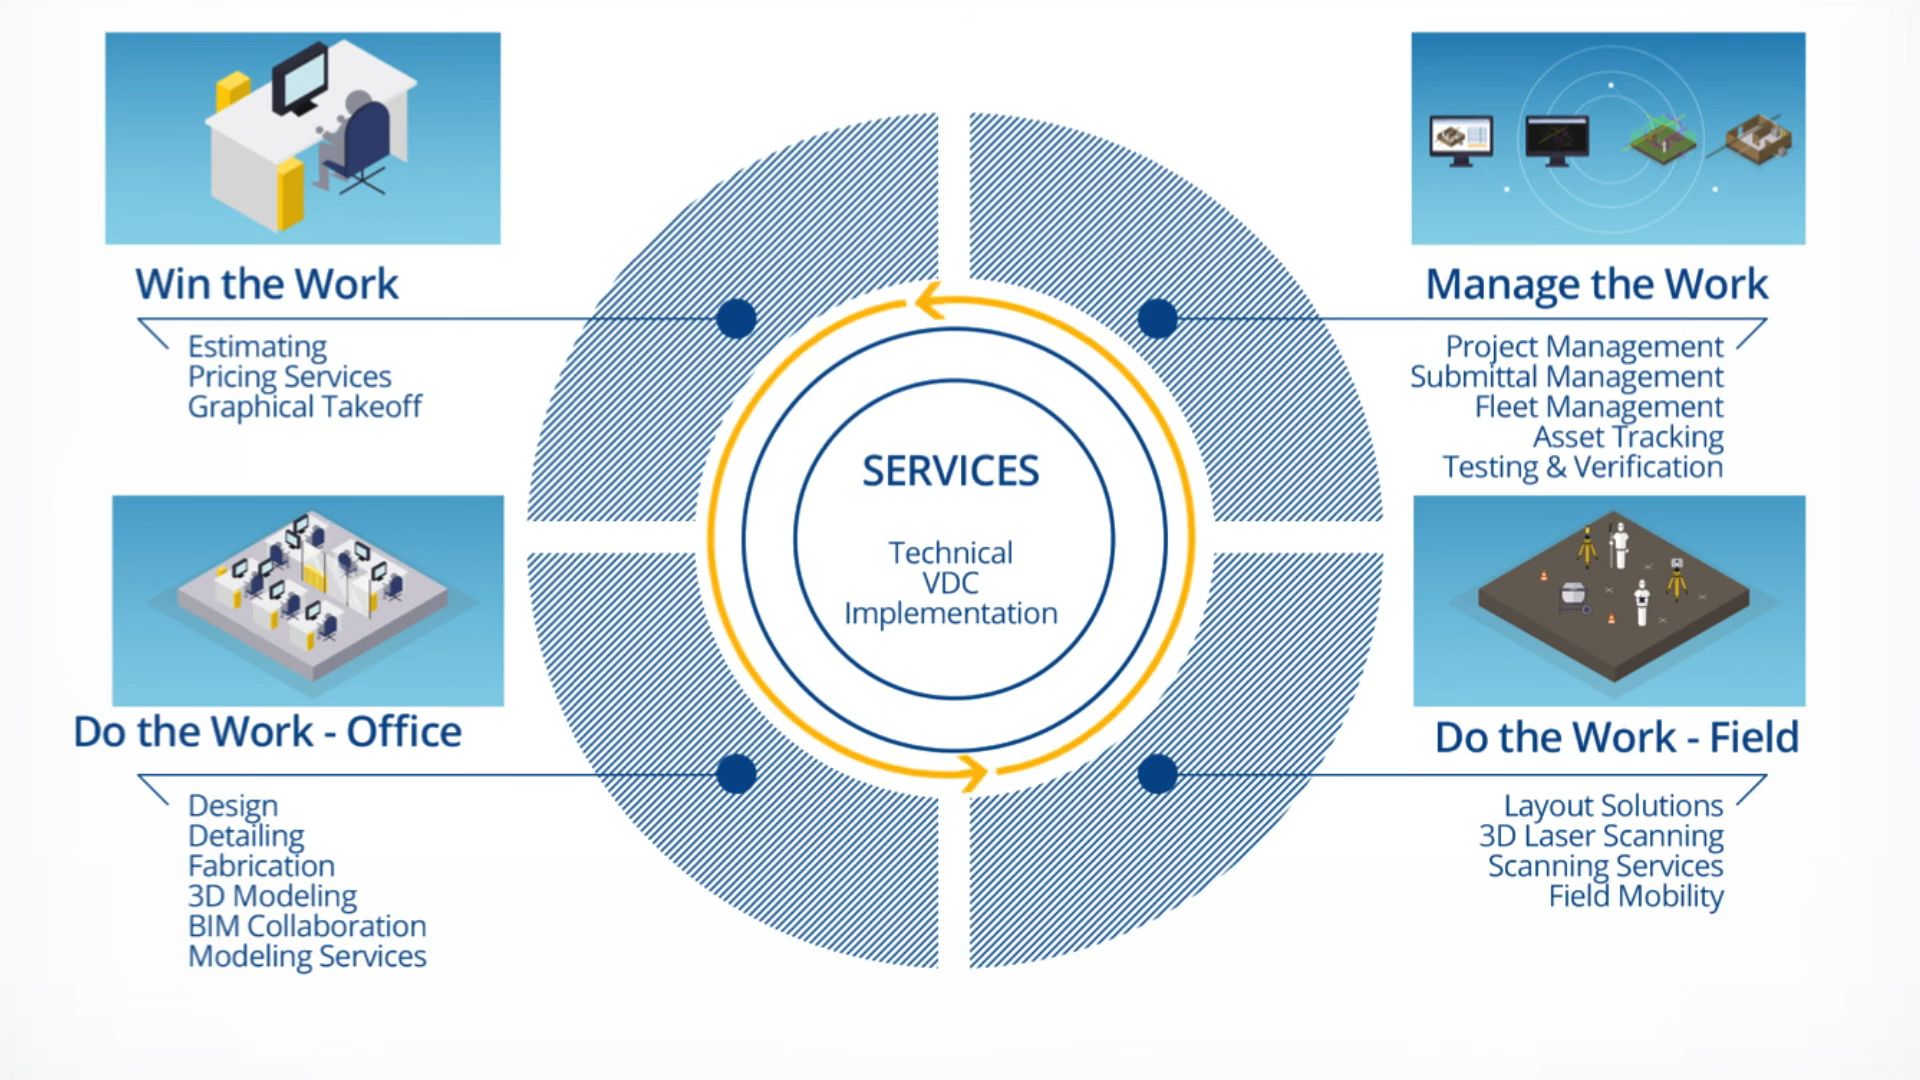 Win the Work
Estimating
Pricing Services
Graphical Takeoff
Manage the Work
Project Management
Submittal Management
Fleet Management
Asset Tracking
Testing & Verification
SERVICES
Technical
VDC
Implementation
Do the Work - Office
Design
Detailing
Fabrication
3D Modeling
BIM Collaboration
Modeling Services
Do the Work - Field
Layout Solutions
3D Laser Scanning
Scanning Services
Field Mobility